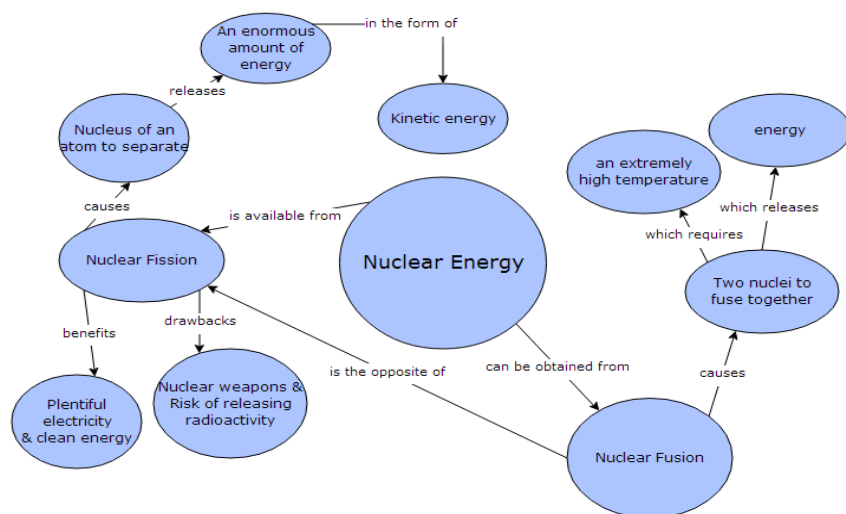 An enormous
amount of
energy
in the form of
releases
Kinetic energy
Nucleus of an
atom to separate
energy
an extremely
high temperature
causes
is available from
which releases
which requires
Nuclear Fission
Nuclear Energy
Two nuclei to
fuse together
benefits
drawbacks
is the opposite of
can be obtained from
causes
Plentiful
electricity
& clean energy
Nuclear weapons &
Risk of releasing
radioactivity
Nuclear Fusion